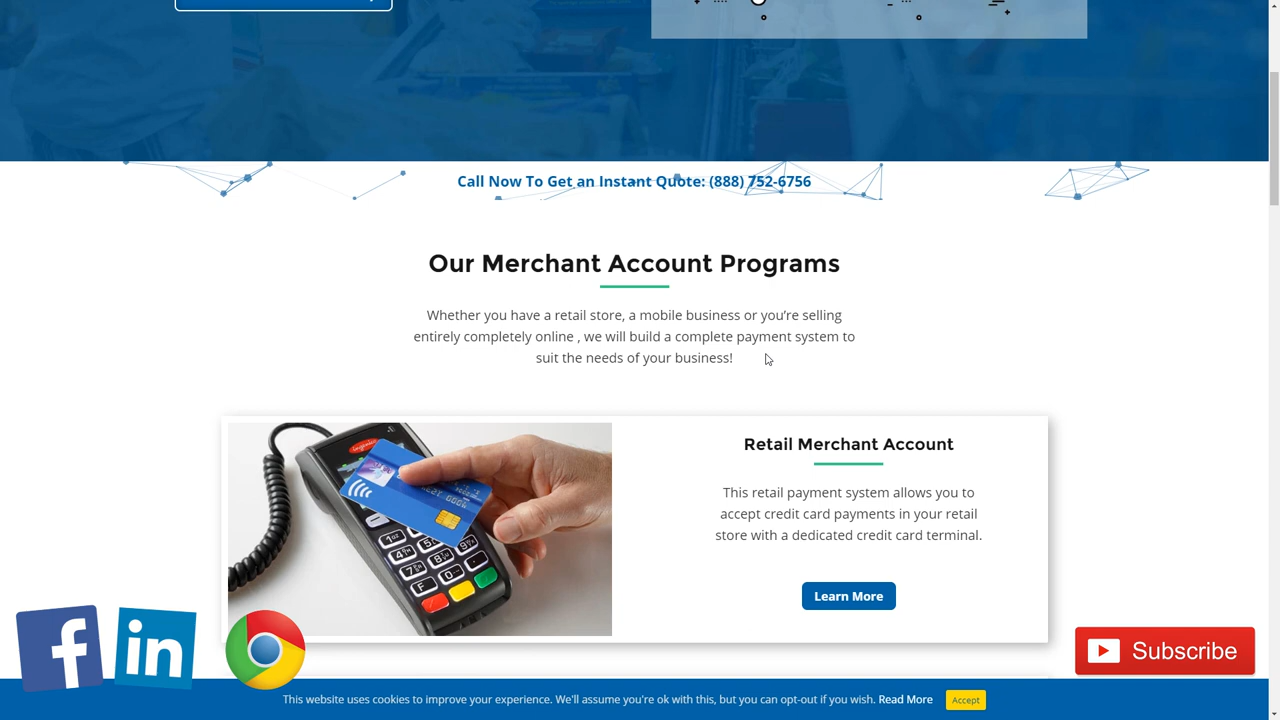 Call Now To Get an Instant Quote: (888) 752-6756
Our Merchant Account Programs
Whether you have a retail store, a mobile business or you're selling
entirely completely online , we will build a complete payment system to
suit the needs of your business!
Retail Merchant Account
This retail payment system allows you to
accept credit card payments in your retail
store with a dedicated credit card terminal.
Learn More
f
in
Subscribe
This website uses cookies to improve your experience. We'll assume you're ok with this, but you can opt-out if you wish. Read More
Accept